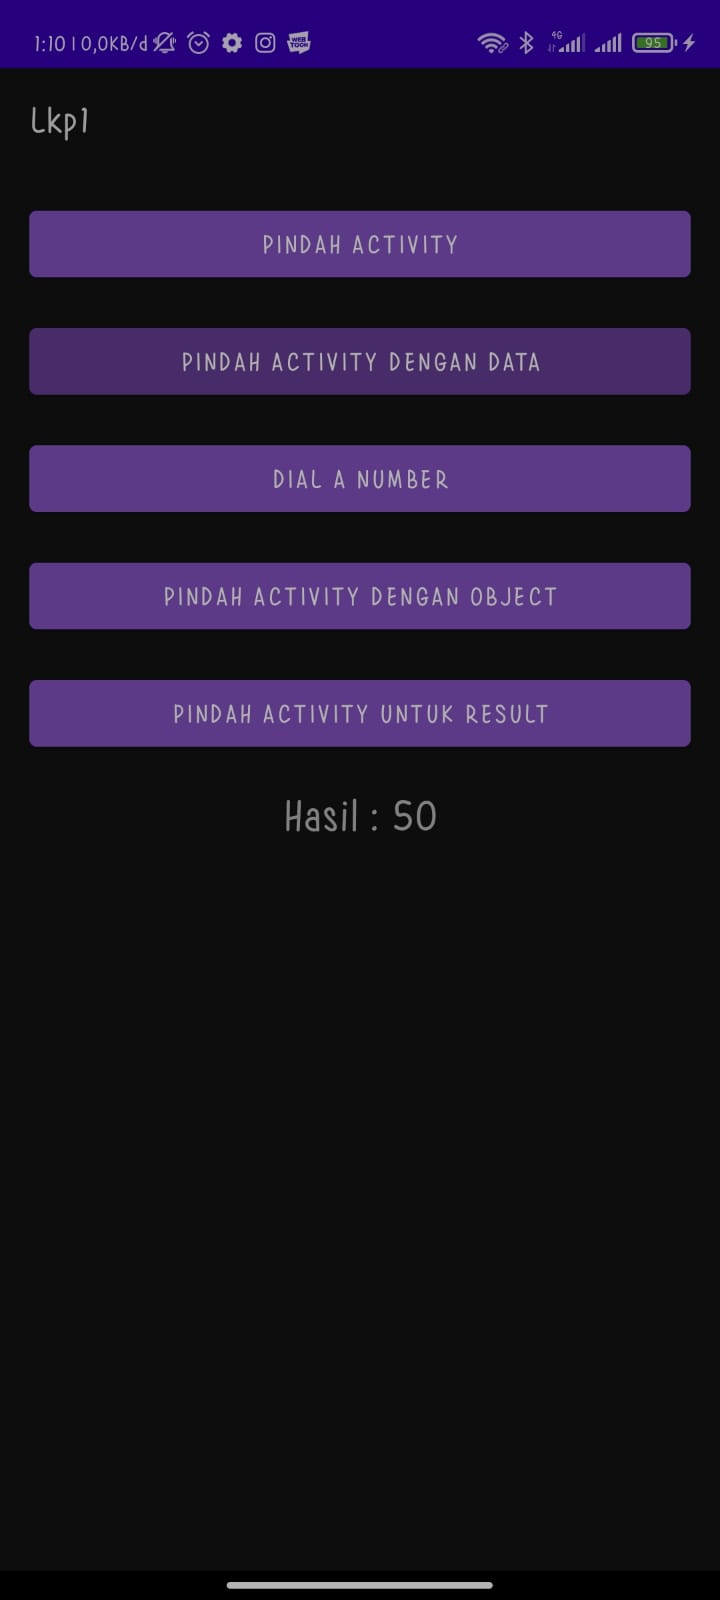 1:10 | 0,0KB/d
WEB
TOON
4G
95
Lkp1
PINDAH ACTIVITY
PINDAH ACTIVITY DENGAN DATA
DIAL A NUMBER
PINDAH ACTIVITY DENGAN OBJECT
PINDAH ACTIVITY UNTUK RESULT
Hasil : 50